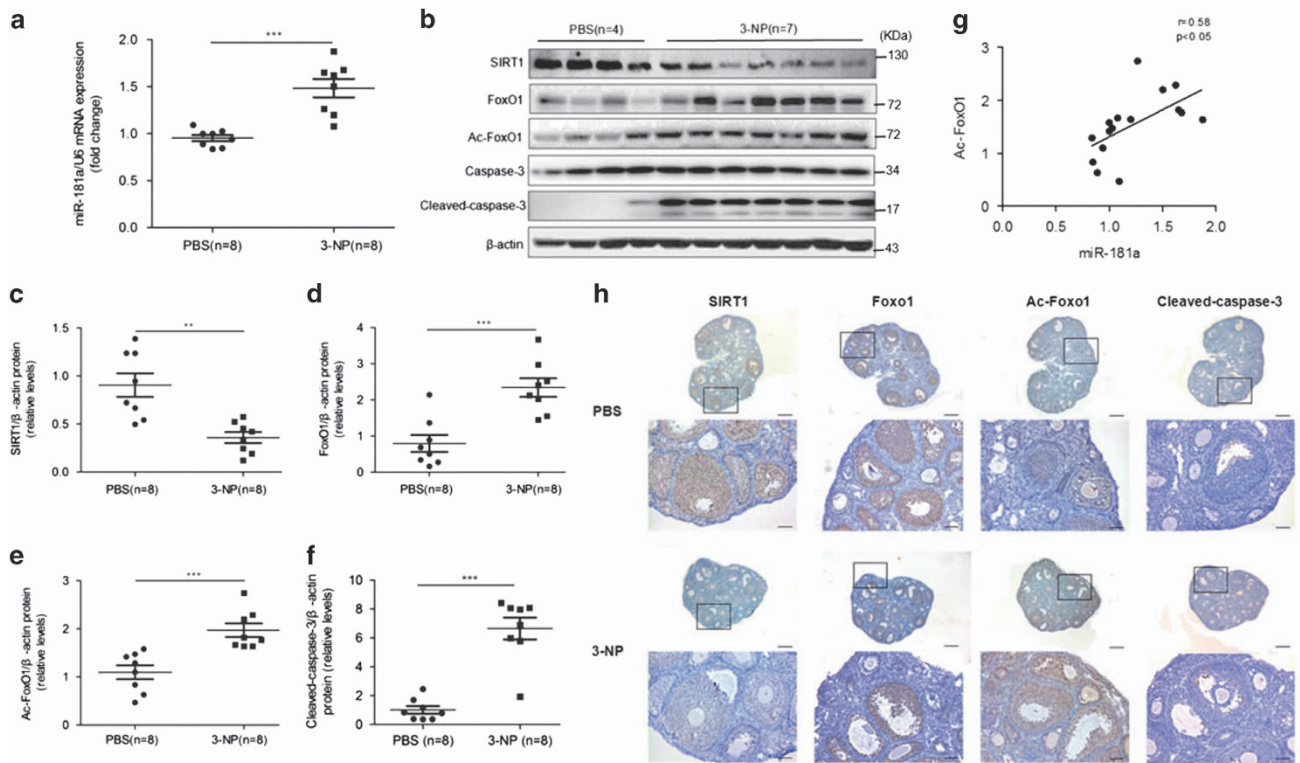 a
***
miR-181a/U6 mRNA expression
(fold change)
2.0
1.5
1.0
0.5
0.0
PBS(n=8)
3-NP(n=8)
b
PBS(n=4)
3-NP(n=7)
(KDa)
SIRT1
130
FoxO1
72
Ac-FoxO1
72
Caspase-3
34
Cleaved-caspase-3
17
β-actin
43
g
r=0.58
p<0.05
Ac-FoxO1
3
2
1
0
0.0
0.5
1.0
1.5
2.0
miR-181a
c
**
SIRT1/β -actin protein
(relative levels)
1.5
1.0
0.5
0.0
PBS(n=8)
3-NP(n=8)
d
***
FoxO1/β -actin protein
(relative levels)
4
3
2
1
0
PBS(n=8)
3-NP(n=8)
e
***
Ac-FoxO1/β -actin protein
(relative levels)
3
2
1
0
PBS(n=8)
3-NP(n=8)
f
***
Cleaved-caspase-3/β -actin
protein (relative levels)
10
8
6
4
2
0
PBS (n=8)
3-NP (n=8)
h
SIRT1
Foxo1
Ac-Foxo1
Cleaved-caspase-3
PBS
3-NP